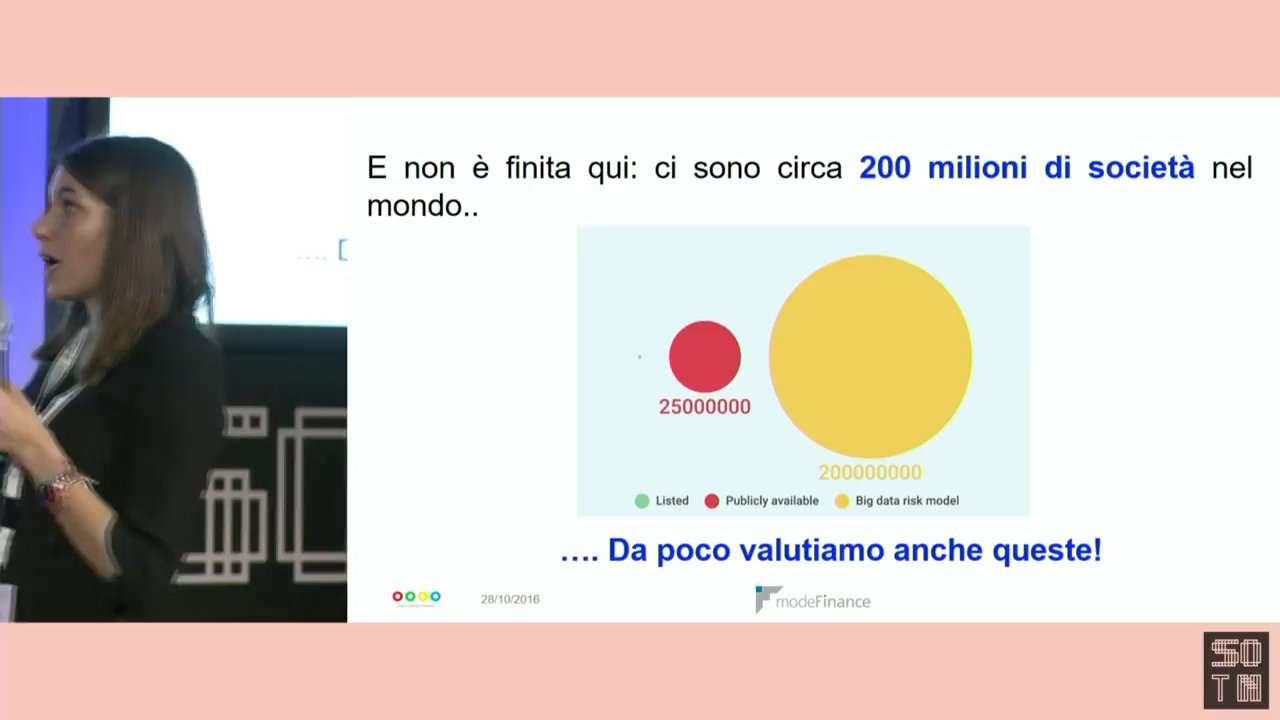 E non è finita qui: ci sono circa 200 milioni di società nel
mondo..
25000000
200000000
Listed Publicly available Big data risk model
…. Da poco valutiamo anche queste!
28/10/2016
modeFinance
SO
TM